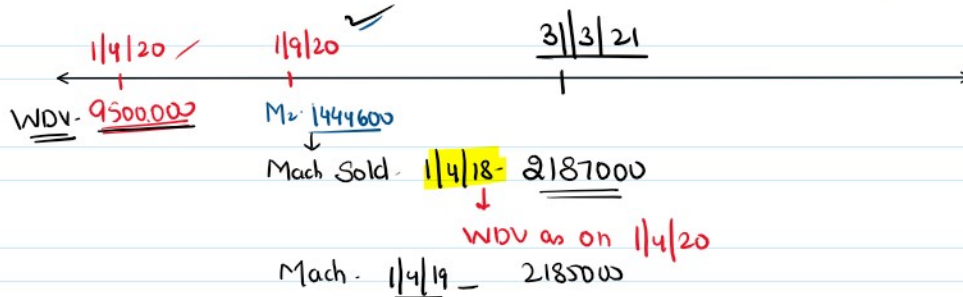 1/4/20 1/9/20 31/3/21
WDV- 9500,000 M2. 1444600
Mach Sold. 1/4/18- 2187000
WDV as on 1/4/20
Mach. 1/4/19 _ 2185000